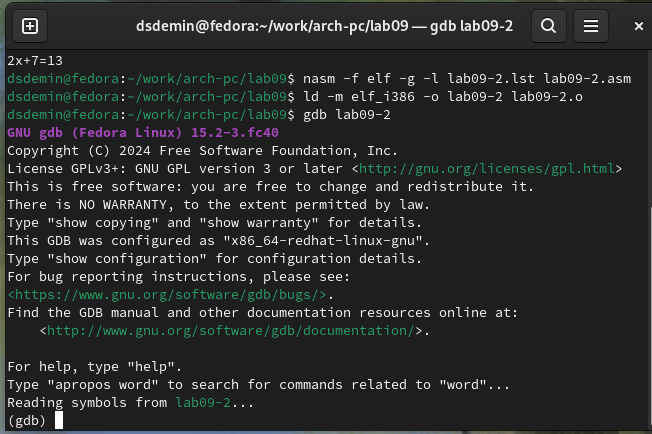 dsdemin@fedora:~/work/arch-pc/lab09 — gdb lab09-2
2x+7=13
dsdemin@fedora:~/work/arch-pc/lab09$ nasm -f elf -g -l lab09-2.lst lab09-2.asm
dsdemin@fedora:~/work/arch-pc/lab09$ ld -m elf_i386 -o lab09-2 lab09-2.o
dsdemin@fedora:~/work/arch-pc/lab09$ gdb lab09-2
GNU gdb (Fedora Linux) 15.2-3.fc40
Copyright (C) 2024 Free Software Foundation, Inc.
License GPLv3+: GNU GPL version 3 or later <http://gnu.org/licenses/gpl.html>
This is free software: you are free to change and redistribute it.
There is NO WARRANTY, to the extent permitted by law.
Type "show copying" and "show warranty" for details.
This GDB was configured as "x86_64-redhat-linux-gnu".
Type "show configuration" for configuration details.
For bug reporting instructions, please see:
<https://www.gnu.org/software/gdb/bugs/>.
Find the GDB manual and other documentation resources online at:
    <http://www.gnu.org/software/gdb/documentation/>.

For help, type "help".
Type "apropos word" to search for commands related to "word"...
Reading symbols from lab09-2...
(gdb)